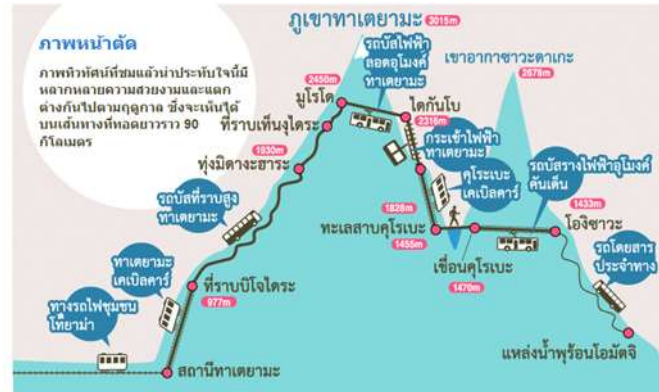 ภูเขาทาเตยามะ 3015m
ภาพหน้าตัด
ภาพทิวทัศน์ที่ชมแล้วน่าประทับใจนี้มี
หลากหลายความสวยงามและแตก
ต่างกันไปตามฤดูกาล ซึ่งจะเห็นได้
บนเส้นทางที่ทอดยาวราว 90
กิโลเมตร
รถบัสไฟฟ้า
ลอดอุโมงค์
ทาเตยามะ
เขาอากาซาวะดาเกะ
2678m
2450m
มูโรโด
ไดกันโบ
2316m
ที่ราบเท็นงูไดระ
กระเช้าไฟฟ้า
ทาเตยามะ
1930m
ทุ่งมิดางะฮาระ
คุโรเบะ
เคเบิลคาร์
รถบัสรางไฟฟ้าอุโมงค์
คันเด็น
รถบัสที่ราบสูง
ทาเตยามะ
1828m
ทะเลสาบคุโรเบะ
1455m
1433m
โองิซาวะ
เขื่อนคุโรเบะ
1470m
รถโดยสาร
ประจำทาง
ทาเตยามะ
เคเบิลคาร์
ที่ราบบิโจไดระ
977m
ทางรถไฟชุมชน
โทยาม่า
แหล่งน้ำพุร้อนโอมัตจิ
สถานีทาเตยามะ